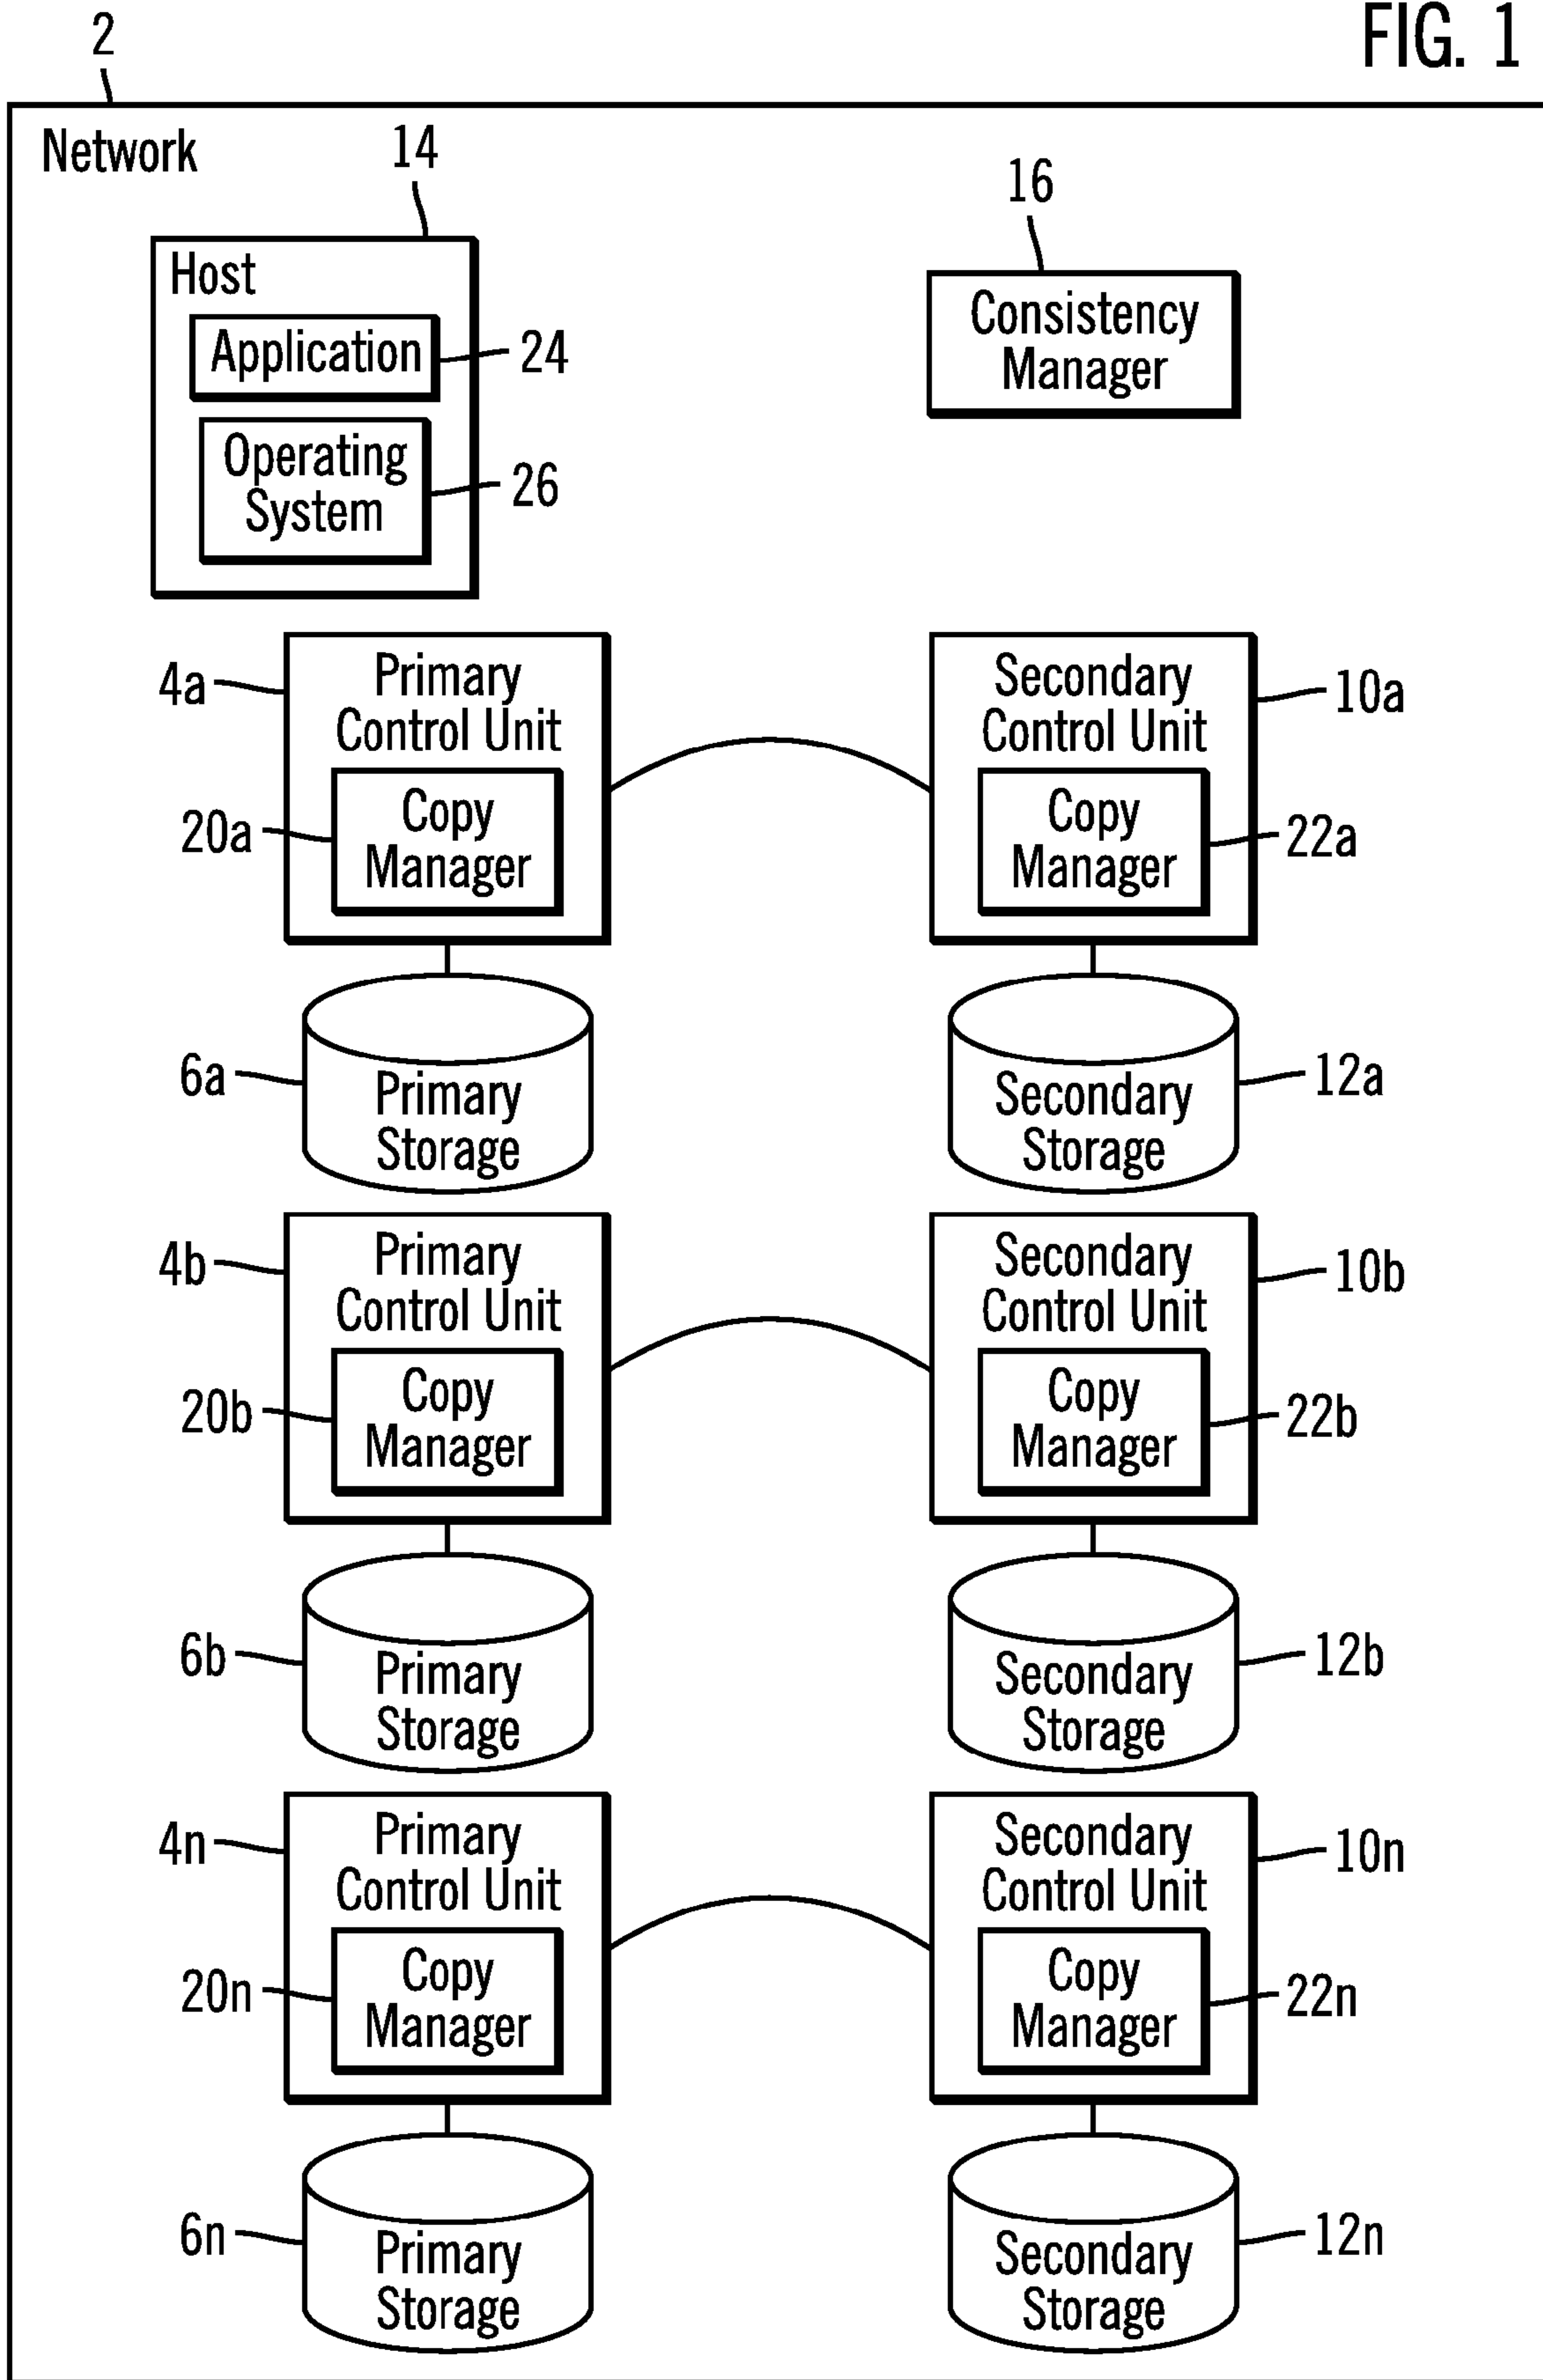 FIG. 1
2
Network
14
16
Host
Application
24
Operating
System
26
Consistency
Manager
4a
Primary
Control Unit
20a
Copy
Manager
Secondary
Control Unit
10a
Copy
Manager
22a
6a
Primary
Storage
Secondary
Storage
12a
4b
Primary
Control Unit
20b
Copy
Manager
Secondary
Control Unit
10b
Copy
Manager
22b
6b
Primary
Storage
Secondary
Storage
12b
4n
Primary
Control Unit
20n
Copy
Manager
Secondary
Control Unit
10n
Copy
Manager
22n
6n
Primary
Storage
Secondary
Storage
12n